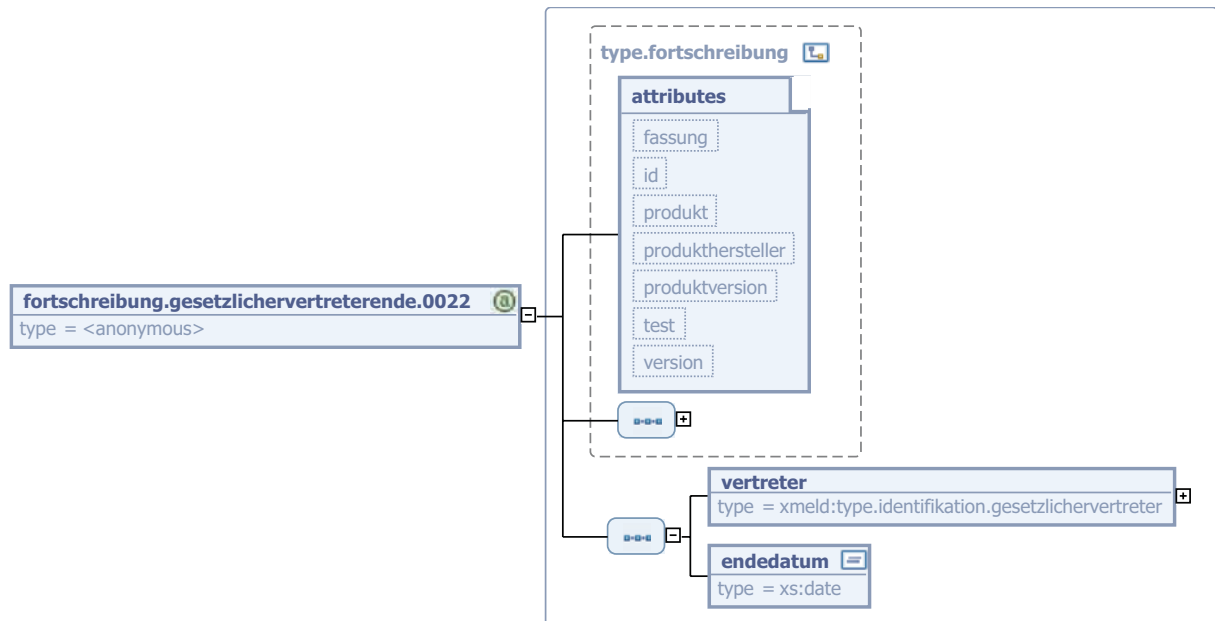 type.fortschreibung
attributes
fassung
id
produkt
produkthersteller
produktversion
test
version
fortschreibung.gesetzlichervertreterende.0022 @
type = <anonymous>
vertreter
type = xmeld:type.identifikation.gesetzlichervertreter
endedatum
type = xs:date